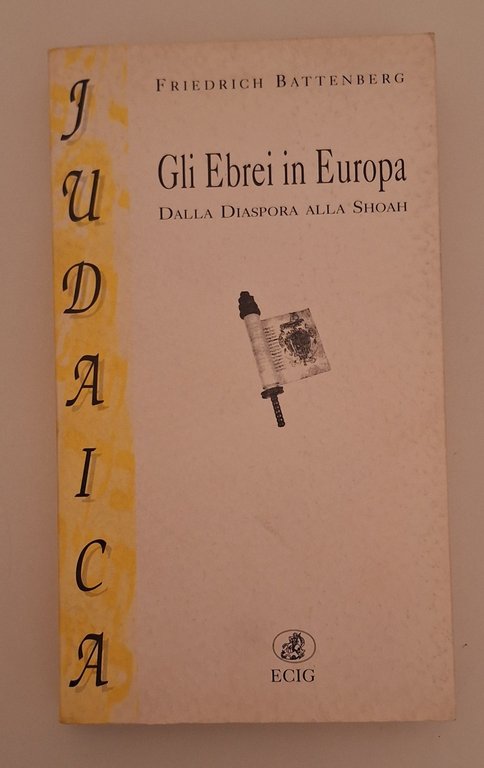 JUDAICA
FRIEDRICH BATTENBERG
Gli Ebrei in Europa
DALLA DIASPORA ALLA SHOAH
ECIG